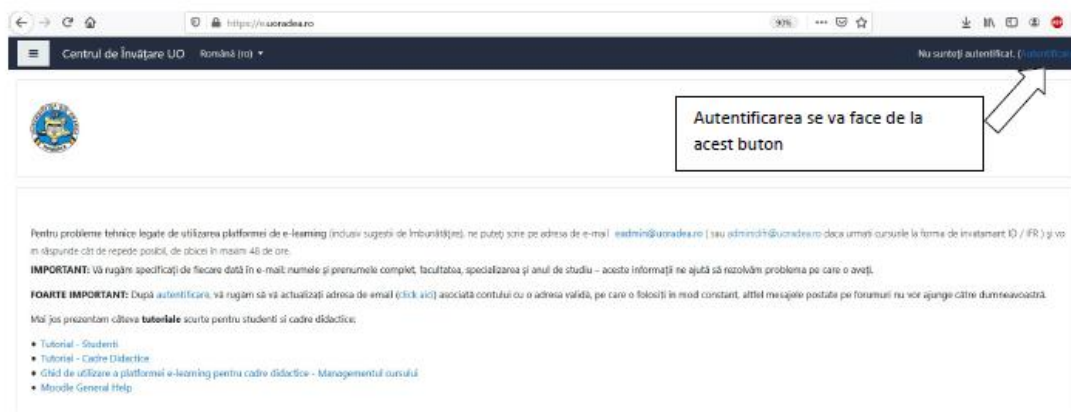 https://e.uoradea.ro
90%
Centrul de Învățare UO Română (ro)
Nu sunteți autentificat. (Autentificare
Autentificarea se va face de la
acest buton
Pentru probleme tehnice legate de utilizarea platformei de e-learning (inclusiv sugestii de îmbunătățire), ne puteți scrie pe adresa de e-mail eadmin@uoradea.ro ( sau admindifr@uoradea.ro daca urmati cursurile la forma de invatamant ID / IFR ) și vo
m răspunde cât de repede posibil, de obicei în maxim 48 de ore.
IMPORTANT: Vă rugăm specificați de fiecare dată în e-mail: numele și prenumele complet, facultatea, specializarea și anul de studiu – aceste informații ne ajută să rezolvăm problema pe care o aveți.
FOARTE IMPORTANT: După autentificare, vă rugam să vă actualizați adresa de email (click aici) asociată contului cu o adresa validă, pe care o folositi in mod constant, altfel mesajele postate pe forumuri nu vor ajunge către dumneavoastră.
Mai jos prezentam câteva tutoriale scurte pentru studenti si cadre didactice:
Tutorial - Studenti
Tutorial - Cadre Didactice
Ghid de utilizare a platformei e-learning pentru cadre didactice - Managementul cursului
Moodle General Help